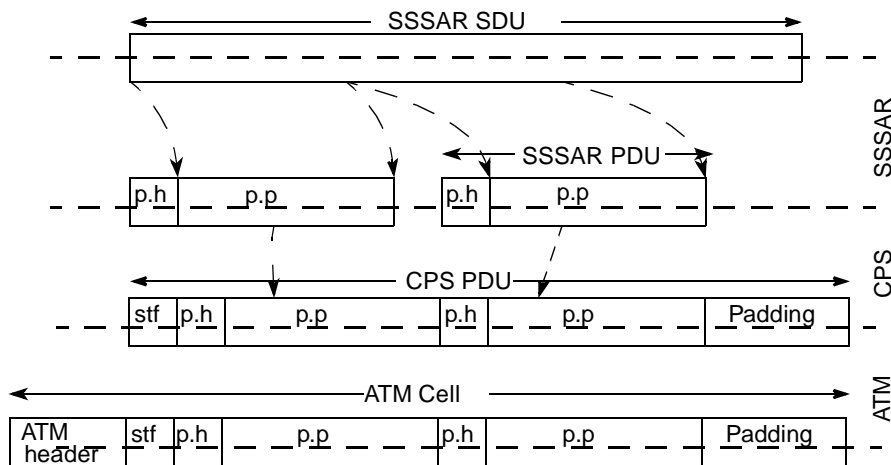 SSSAR SDU
SSSAR
SSSAR PDU
p.h p.p p.h p.p
CPS
CPS PDU
stf p.h p.p p.h p.p Padding
ATM
ATM Cell
ATM header stf p.h p.p p.h p.p Padding